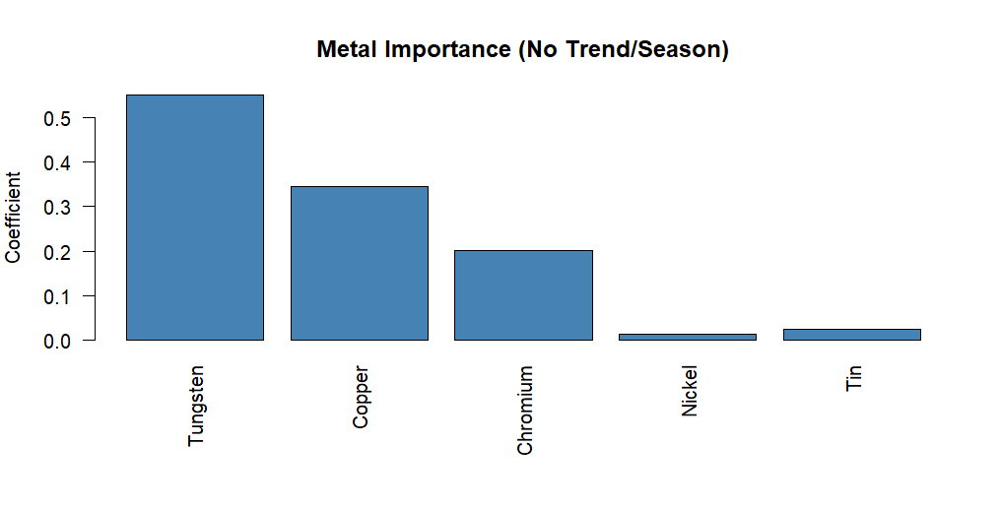 Metal Importance (No Trend/Season)
Coefficient
0.5
0.4
0.3
0.2
0.1
0.0
Tungsten
Copper
Chromium
Nickel
Tin